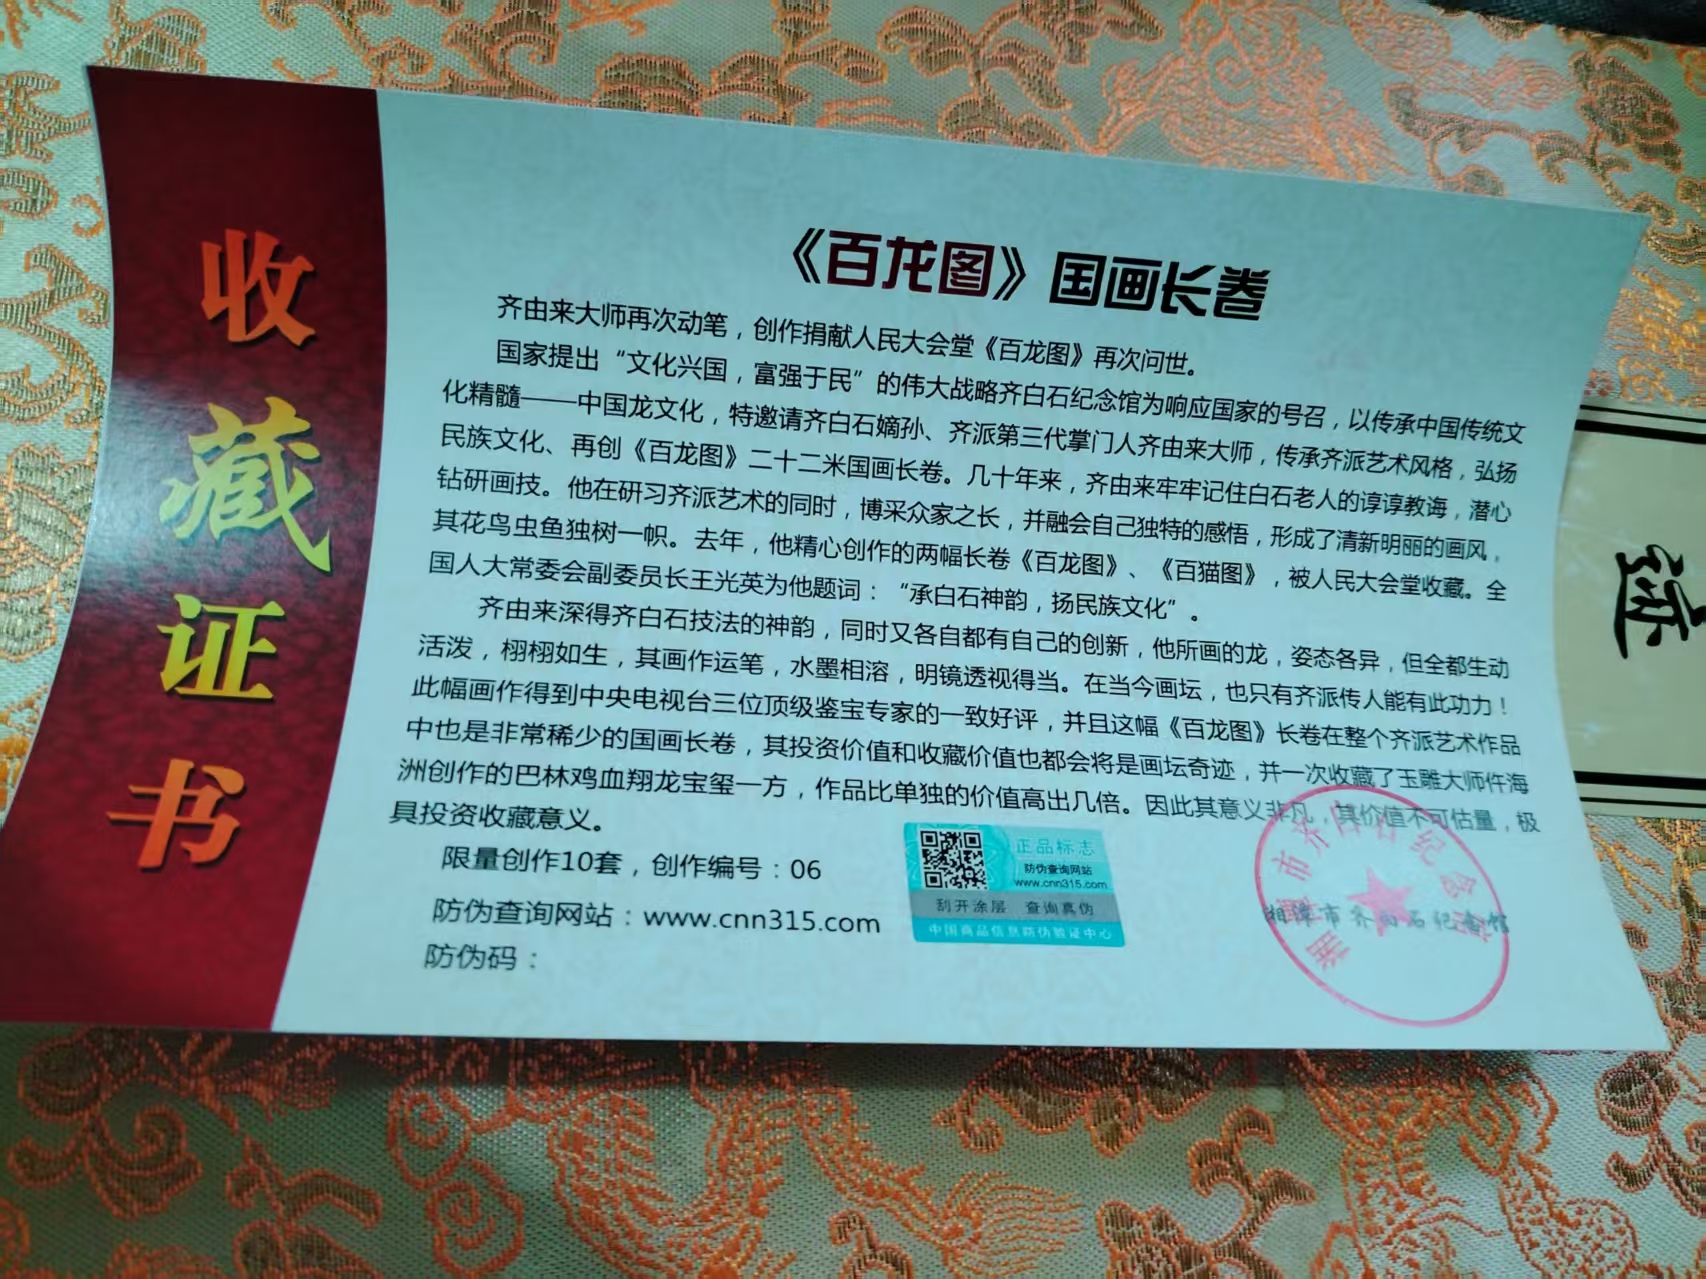 收藏证书
《百龙图》国画长卷
齐由来大师再次动笔，创作捐献人民大会堂《百龙图》再次问世。
国家提出“文化兴国，富强于民”的伟大战略齐白石纪念馆为响应国家的号召，以传承中国传统文
化精髓——中国龙文化，特邀请齐白石嫡孙、齐派第三代掌门人齐由来大师，传承齐派艺术风格，弘扬
民族文化、再创《百龙图》二十二米国画长卷。几十年来，齐由来牢牢记住白石老人的谆谆教诲，潜心
钻研画技。他在研习齐派艺术的同时，博采众家之长，并融会自己独特的感悟，形成了清新明丽的画风，
其花鸟虫鱼独树一帜。去年，他精心创作的两幅长卷《百龙图》、《百猫图》，被人民大会堂收藏。全
国人大常委会副委员长王光英为他题词：“承白石神韵，扬民族文化”。
齐由来深得齐白石技法的神韵，同时又各自都有自己的创新，他所画的龙，姿态各异，但全都生动
活泼，栩栩如生，其画作运笔，水墨相溶，明镜透视得当。在当今画坛，也只有齐派传人能有此功力！
此幅画作得到中央电视台三位顶级鉴宝专家的一致好评，并且这幅《百龙图》长卷在整个齐派艺术作品
中也是非常稀少的国画长卷，其投资价值和收藏价值也都会将是画坛奇迹，并一次收藏了玉雕大师仵海
洲创作的巴林鸡血翔龙宝玺一方，作品比单独的价值高出几倍。因此其意义非凡，其价值不可估量，极
具投资收藏意义。
限量创作10套，创作编号：06
防伪查询网站：www.cnn315.com
防伪码：
正品标志
防伪查询网站
www.cnn315.com
刮开涂层 查询真伪
中国商品信息防伪验证中心
湘潭市齐白石纪念馆
湘潭市齐白石纪念馆